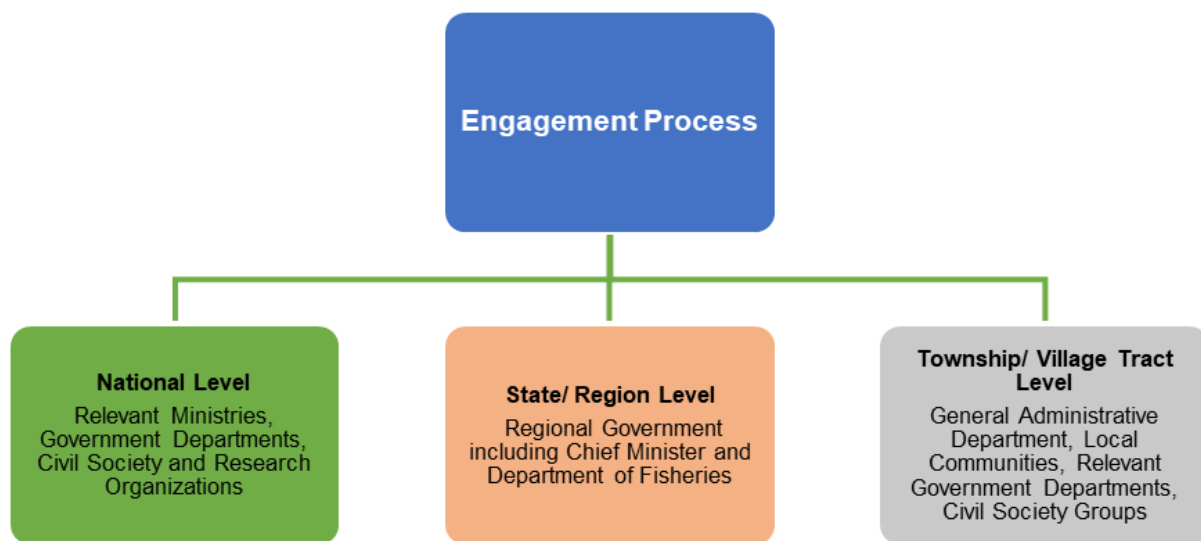 Engagement Process
National Level
Relevant Ministries,
Government Departments,
Civil Society and Research
Organizations
State/ Region Level
Regional Government
including Chief Minister and
Department of Fisheries
Township/ Village Tract
Level
General Administrative
Department, Local
Communities, Relevant
Government Departments,
Civil Society Groups